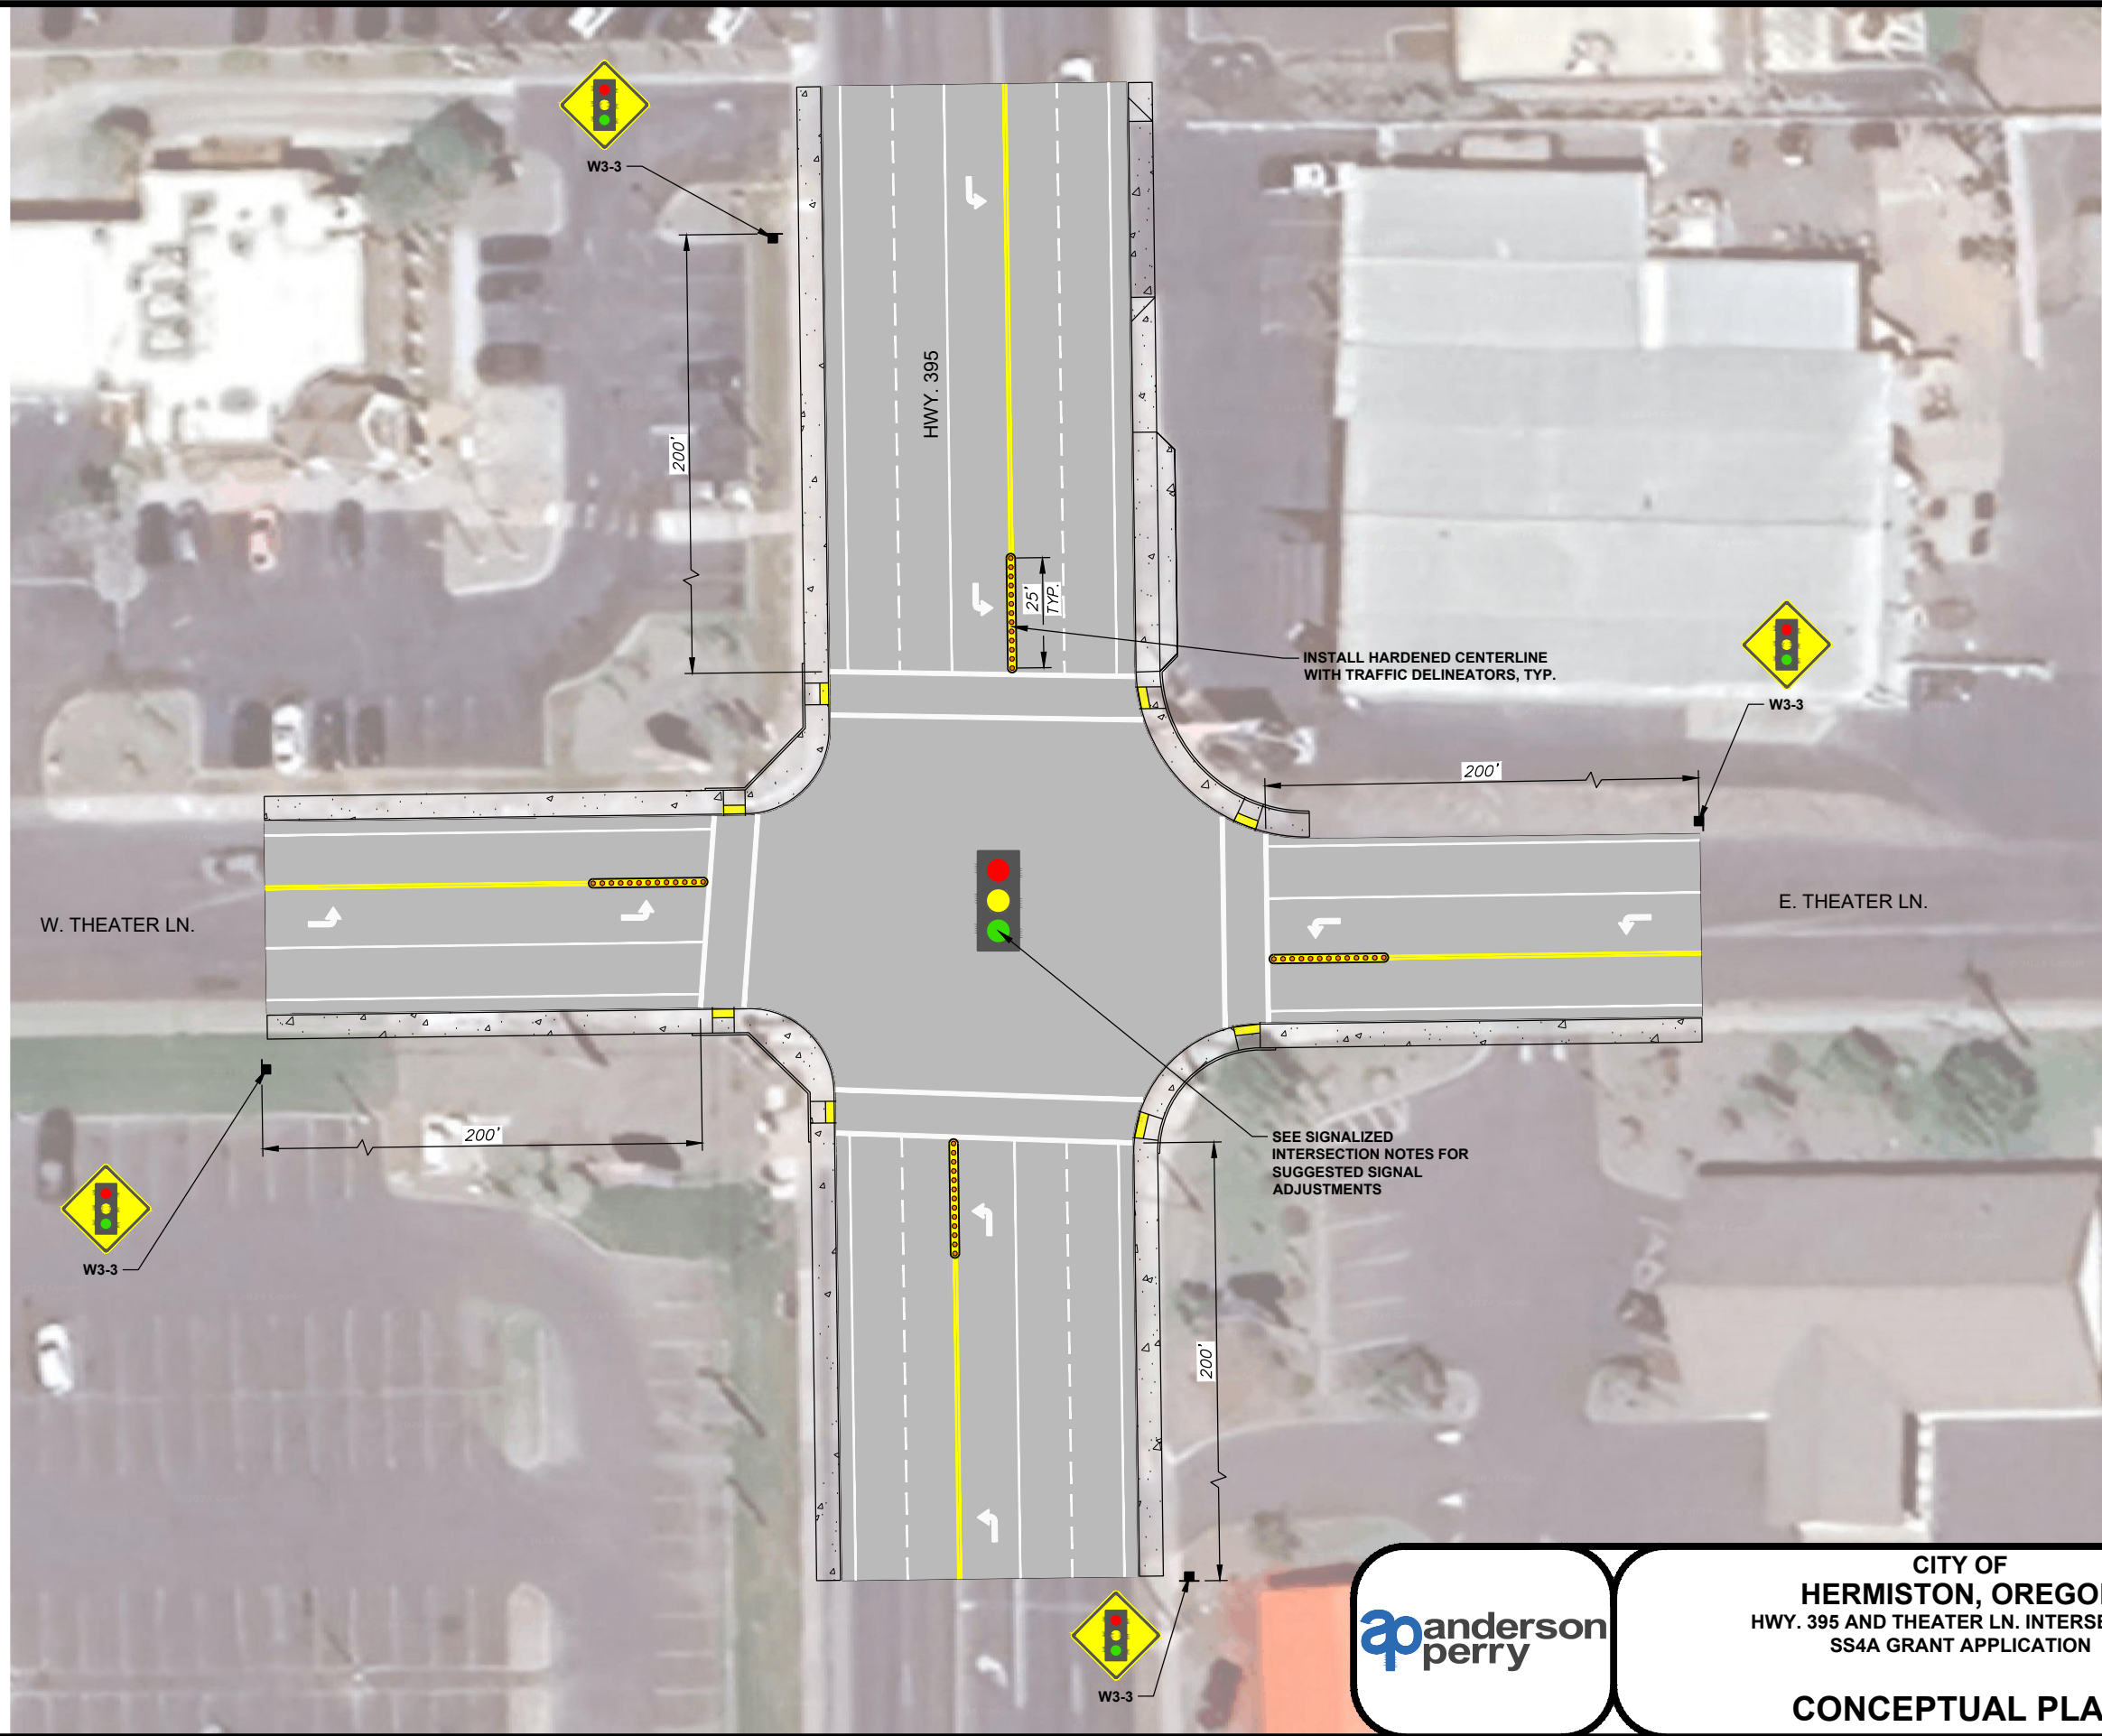 W3-3
HWY. 395
200'
25'
TYP.
INSTALL HARDENED CENTERLINE
WITH TRAFFIC DELINEATORS, TYP.
W3-3
200'
W. THEATER LN.
E. THEATER LN.
200'
W3-3
SEE SIGNALIZED
INTERSECTION NOTES FOR
SUGGESTED SIGNAL
ADJUSTMENTS
200'
W3-3
ap anderson
perry
CITY OF
HERMISTON, OREGO
HWY. 395 AND THEATER LN. INTERSE
SS4A GRANT APPLICATION
CONCEPTUAL PLA